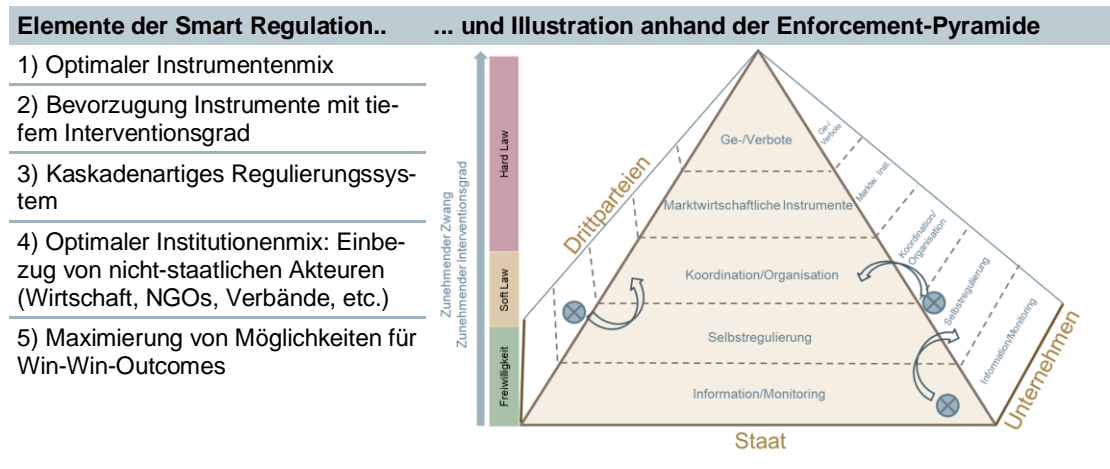 Elemente der Smart Regulation..
... und Illustration anhand der Enforcement-Pyramide
1) Optimaler Instrumentenmix
2) Bevorzugung Instrumente mit tie-
fem Interventionsgrad
3) Kaskadenartiges Regulierungssys-
tem
4) Optimaler Institutionenmix: Einbe-
zug von nicht-staatlichen Akteuren
(Wirtschaft, NGOs, Verbände, etc.)
5) Maximierung von Möglichkeiten für
Win-Win-Outcomes
Zunehmender Zwang
Zunehmender Interventionsgrad
Hard Law
Soft Law
Freiwilligkeit
Drittparteien
Ge-/Verbote
Marktwirtschaftliche Instrumente
Koordination/Organisation
Selbstregulierung
Information/Monitoring
Staat
Ge-/
Verbote
Marktw. Inst.
Koordination/
Organisation
Selbstregulierung
Information/Monitoring
Unternehmen